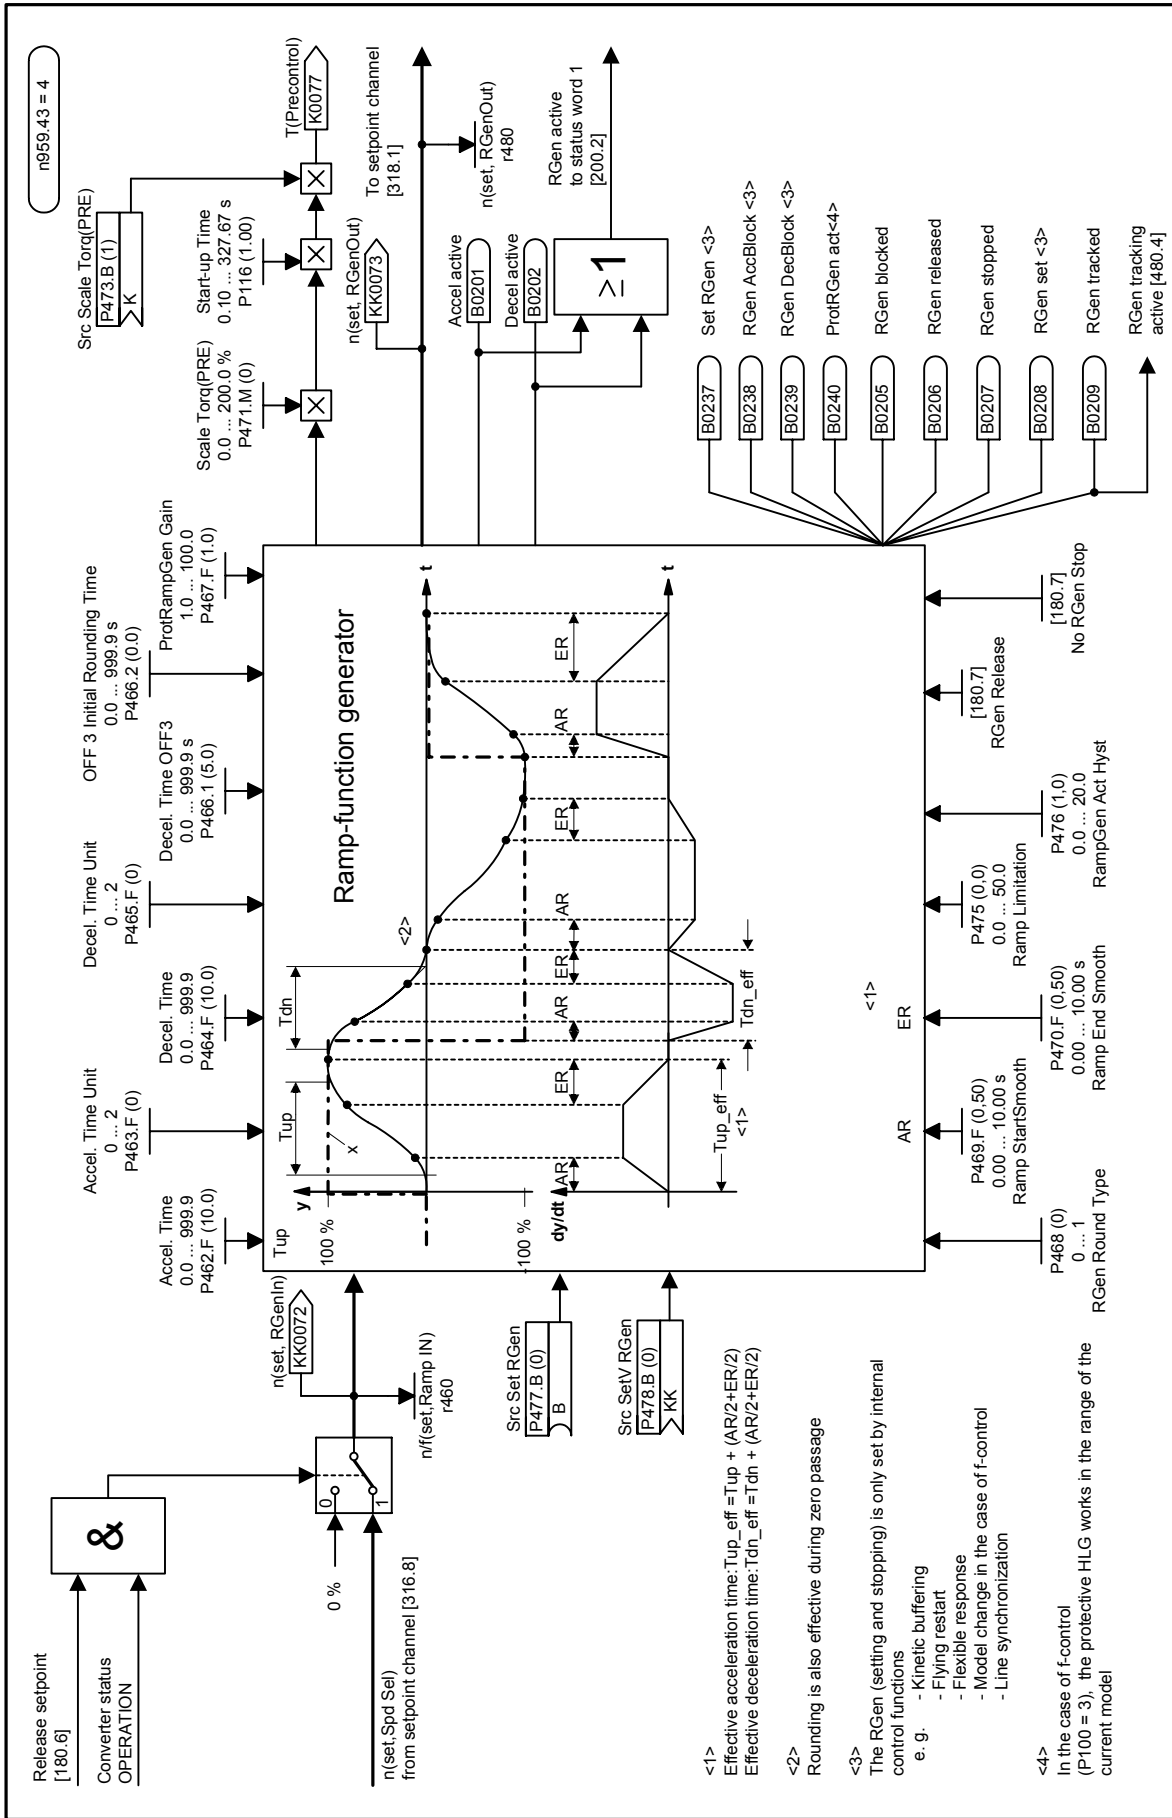 Release setpoint
[180.6]
Converter status
OPERATION
&
0 %
0
1
n(set,Spd Sel)
from setpoint channel [316.8]
n(set, RGenIn)
KK0072
n/f(set,Ramp IN)
r460
Src Set RGen
P477.B (0)
B
Src SetV RGen
P478.B (0)
KK
Accel. Time
0.0 ... 999.9
P462.F (10.0)
Accel. Time Unit
0 ... 2
P463.F (0)
Decel. Time
0.0 ... 999.9
P464.F (10.0)
Decel. Time Unit
0 ... 2
P465.F (0)
Decel. Time OFF3
0.0 ... 999.9 s
P466.1 (5.0)
OFF 3 Initial Rounding Time
0.0 ... 999.9 s
P466.2 (0.0)
ProtRampGen Gain
1.0 ... 100.0
P467.F (1.0)
Tup
Ramp-function generator
y
100 %
-100 %
x
Tup
Tdn
<2>
t
dy/dt
AR
ER
AR
ER
AR
ER
AR
ER
t
Tup_eff
<1>
Tdn_eff
<1>
AR
ER
P468 (0)
0 ... 1
RGen Round Type
P469.F (0,50)
0.00 ... 10.00 s
Ramp StartSmooth
P470.F (0,50)
0.00 ... 10.00 s
Ramp End Smooth
P475 (0,0)
0.0 ... 50.0
Ramp Limitation
P476 (1,0)
0.0 ... 20.0
RampGen Act Hyst
[180.7]
RGen Release
[180.7]
No RGen Stop
Scale Torq(PRE)
0.0 ... 200.0 %
P471.M (0)
Start-up Time
0.10 ... 327.67 s
P116 (1.00)
Src Scale Torq(PRE)
P473.B (1)
K
T(Precontrol)
K0077
n959.43 = 4
n(set, RGenOut)
KK0073
To setpoint channel
[318.1]
n(set, RGenOut)
r480
Accel active
B0201
Decel active
B0202
≥1
RGen active
to status word 1
[200.2]
B0237 Set RGen <3>
B0238 RGen AccBlock <3>
B0239 RGen DecBlock <3>
B0240 ProtRGen act<4>
B0205 RGen blocked
B0206 RGen released
B0207 RGen stopped
B0208 RGen set <3>
B0209 RGen tracked
RGen tracking
active [480.4]
<1>
Effective acceleration time:Tup_eff =Tup + (AR/2+ER/2)
Effective deceleration time:Tdn_eff =Tdn + (AR/2+ER/2)
<2>
Rounding is also effective during zero passage
<3>
The RGen (setting and stopping) is only set by internal
control functions
e. g. - Kinetic buffering
- Flying restart
- Flexible response
- Model change in the case of f-control
- Line synchronization
<4>
In the case of f-control
(P100 = 3), the protective HLG works in the range of the
current model